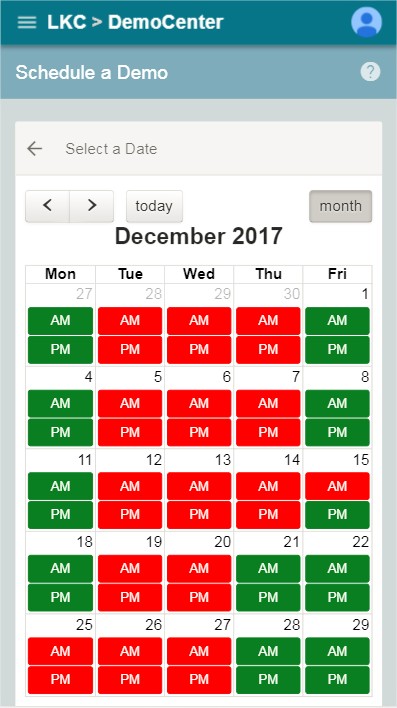 LKC > DemoCenter
Schedule a Demo ?
Select a Date
< > today month
December 2017
Mon Tue Wed Thu Fri
27 28 29 30 1
AM AM AM AM AM
PM PM PM PM PM
4 5 6 7 8
AM AM AM AM AM
PM PM PM PM PM
11 12 13 14 15
AM AM AM AM AM
PM PM PM PM PM
18 19 20 21 22
AM AM AM AM AM
PM PM PM PM PM
25 26 27 28 29
AM AM AM AM AM
PM PM PM PM PM